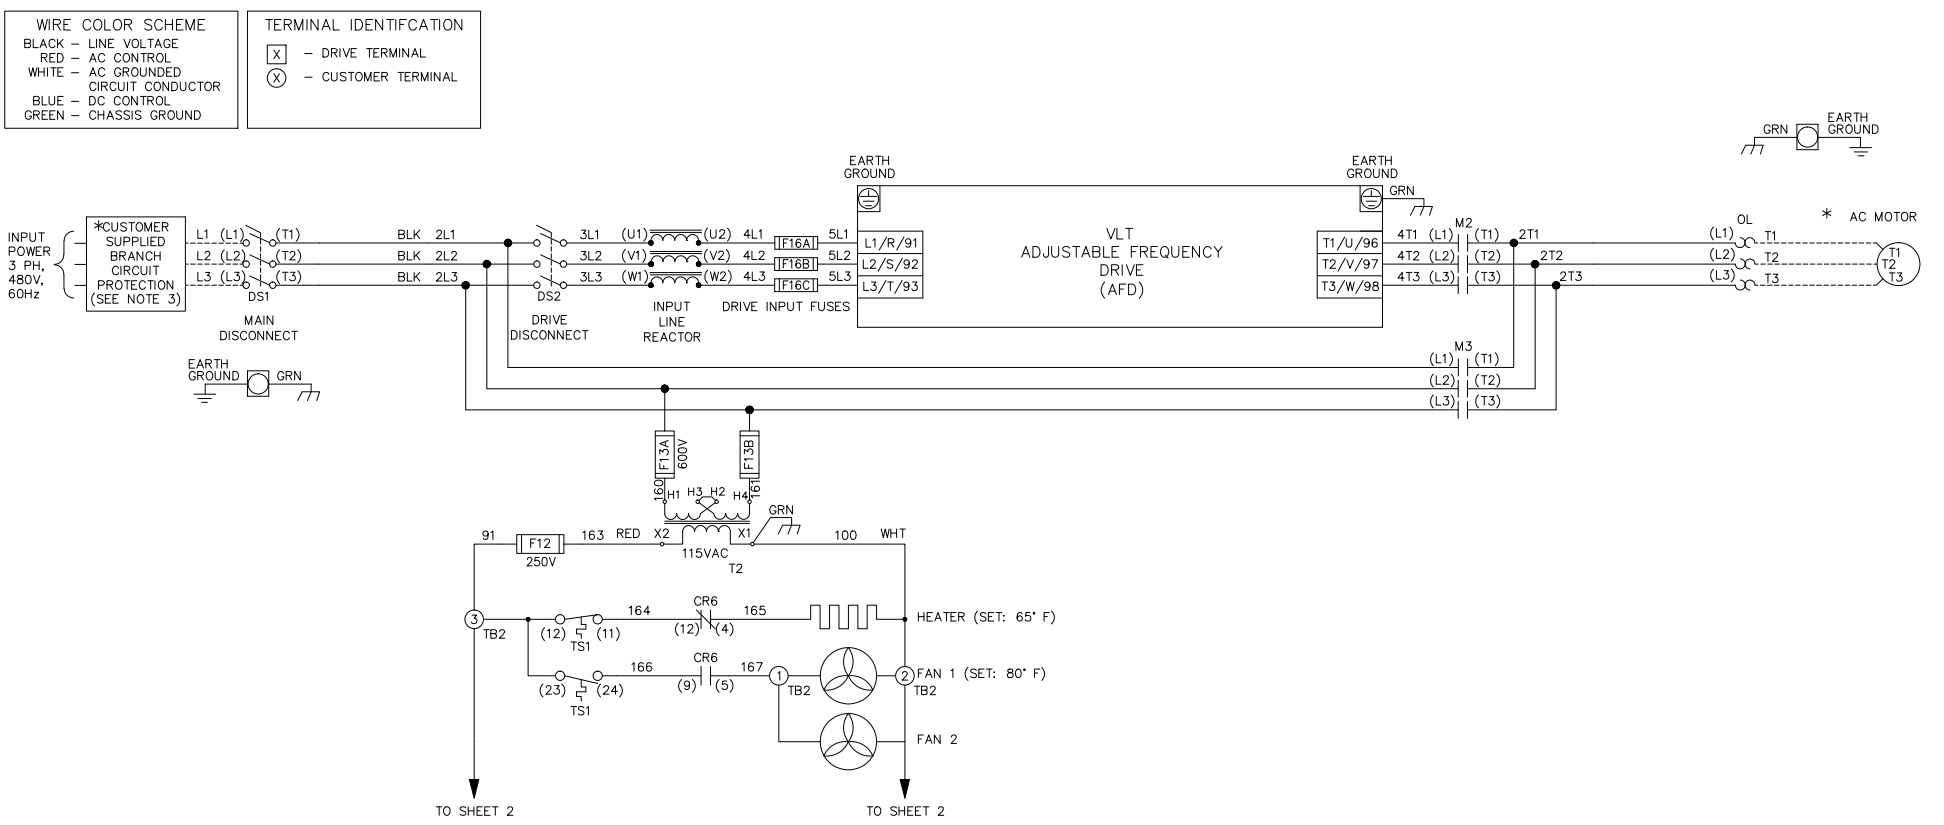 WIRE COLOR SCHEME
BLACK – LINE VOLTAGE
RED – AC CONTROL
WHITE – AC GROUNDED
CIRCUIT CONDUCTOR
BLUE – DC CONTROL
GREEN – CHASSIS GROUND
TERMINAL IDENTIFCATION
X – DRIVE TERMINAL
X – CUSTOMER TERMINAL
GRN
EARTH
GROUND
EARTH
GROUND
EARTH
GROUND
GRN
INPUT
POWER
3 PH,
480V,
60Hz
*CUSTOMER
SUPPLIED
BRANCH
CIRCUIT
PROTECTION
(SEE NOTE 3)
L1 (L1) (T1) BLK 2L1 3L1 (U1) (U2) 4L1 F16A 5L1 L1/R/91
L2 (L2) (T2) BLK 2L2 3L2 (V1) (V2) 4L2 F16B 5L2 L2/S/92
L3 (L3) (T3) BLK 2L3 3L3 (W1) (W2) 4L3 F16C 5L3 L3/T/93
DS1
MAIN
DISCONNECT
DS2
DRIVE
DISCONNECT
INPUT
LINE
REACTOR
DRIVE INPUT FUSES
VLT
ADJUSTABLE FREQUENCY
DRIVE
(AFD)
M2
T1/U/96 4T1 (L1) (T1) 2T1
T2/V/97 4T2 (L2) (T2) 2T2
T3/W/98 4T3 (L3) (T3) 2T3
OL
(L1) T1
(L2) T2
(L3) T3
* AC MOTOR
T1
T2
T3
EARTH
GROUND
GRN
M3
(L1) (T1)
(L2) (T2)
(L3) (T3)
F13A
600V
F13B
160
161
H1 H3 H2 H4
GRN
91 F12 163 RED X2 X1 100 WHT
250V
115VAC
T2
3
TB2
(12) (11) 164 CR6 165
TS1
(12) (4)
HEATER (SET: 65° F)
(23) (24) 166 CR6 167 1
TS1
(9) (5)
TB2
2
TB2
FAN 1 (SET: 80° F)
FAN 2
TO SHEET 2
TO SHEET 2